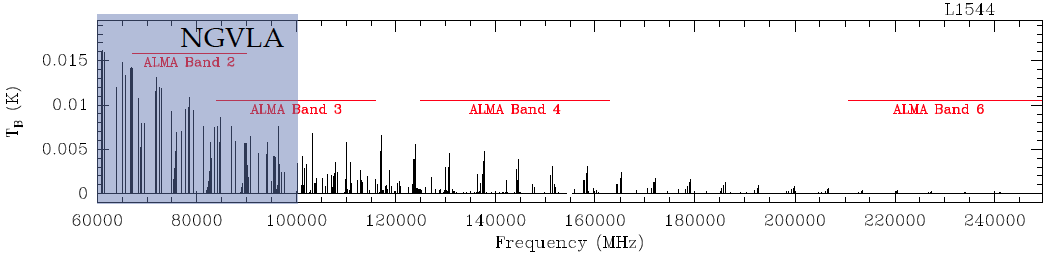 L1544
NGVLA
ALMA Band 2
ALMA Band 3
ALMA Band 4
ALMA Band 6
0.015
0.01
0.005
0
T_B (K)
60000 80000 100000 120000 140000 160000 180000 200000 220000 240000
Frequency (MHz)